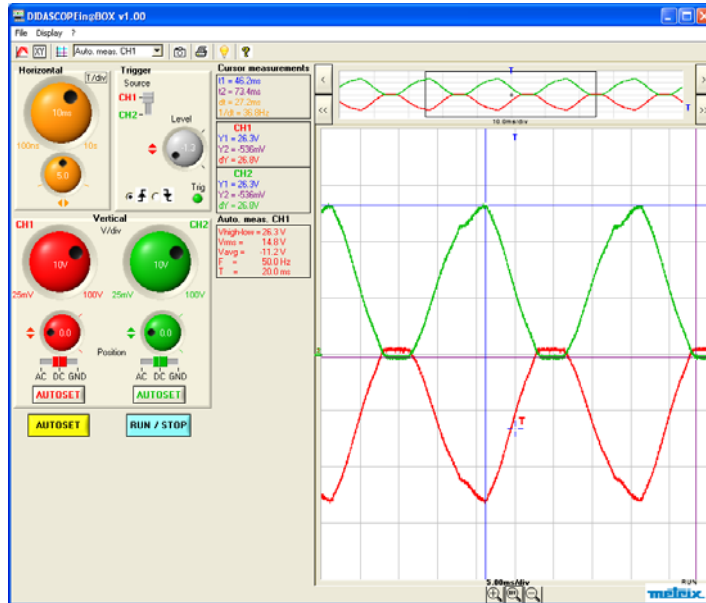 DIDASCOPEin@BOX v1.00
File Display ?
XY
Auto. meas. CH1
?
Horizontal
T/div
10ms
100ns 10s
5.0
Trigger
Source
CH1
CH2
Level
-1.3
Trig
Cursor measurements
t1 = 46.2ms
t2 = 73.4ms
dt = 27.2ms
1/dt = 36.8Hz
CH1
Y1 = 26.3V
Y2 = -536mV
dY = 26.8V
CH2
Y1 = 26.3V
Y2 = -536mV
dY = 26.8V
Auto. meas. CH1
Vhigh-low = 26.3 V
Vrms = 14.8 V
Vavg = -11.2 V
F = 50.0 Hz
T = 20.0 ms
CH1 Vertical CH2
V/div
10V 10V
25mV 100V 25mV 100V
0.0 0.0
Position
AC DC GND AC DC GND
AUTOSET AUTOSET
AUTOSET RUN / STOP
<
<<
T
T
10.0ms/div
>
>>
T
T
5.00ms/div
RUN
metrix